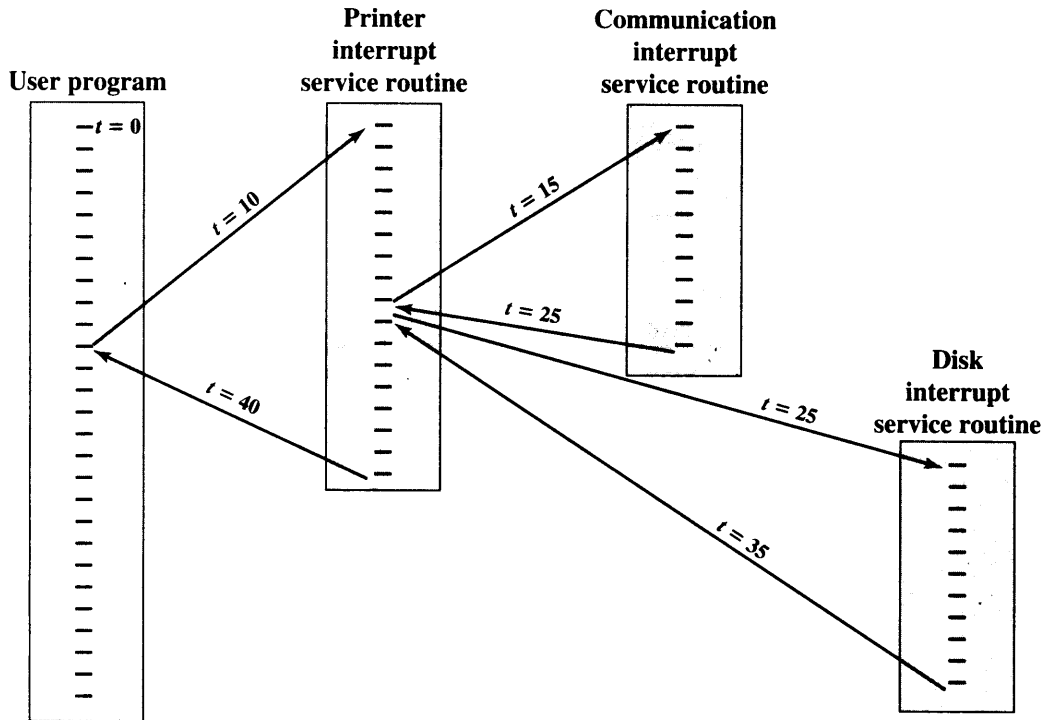 Printer
interrupt
service routine
Communication
interrupt
service routine
User program
t = 0
t = 10
t = 15
t = 25
t = 40
t = 25
Disk
interrupt
service routine
t = 35